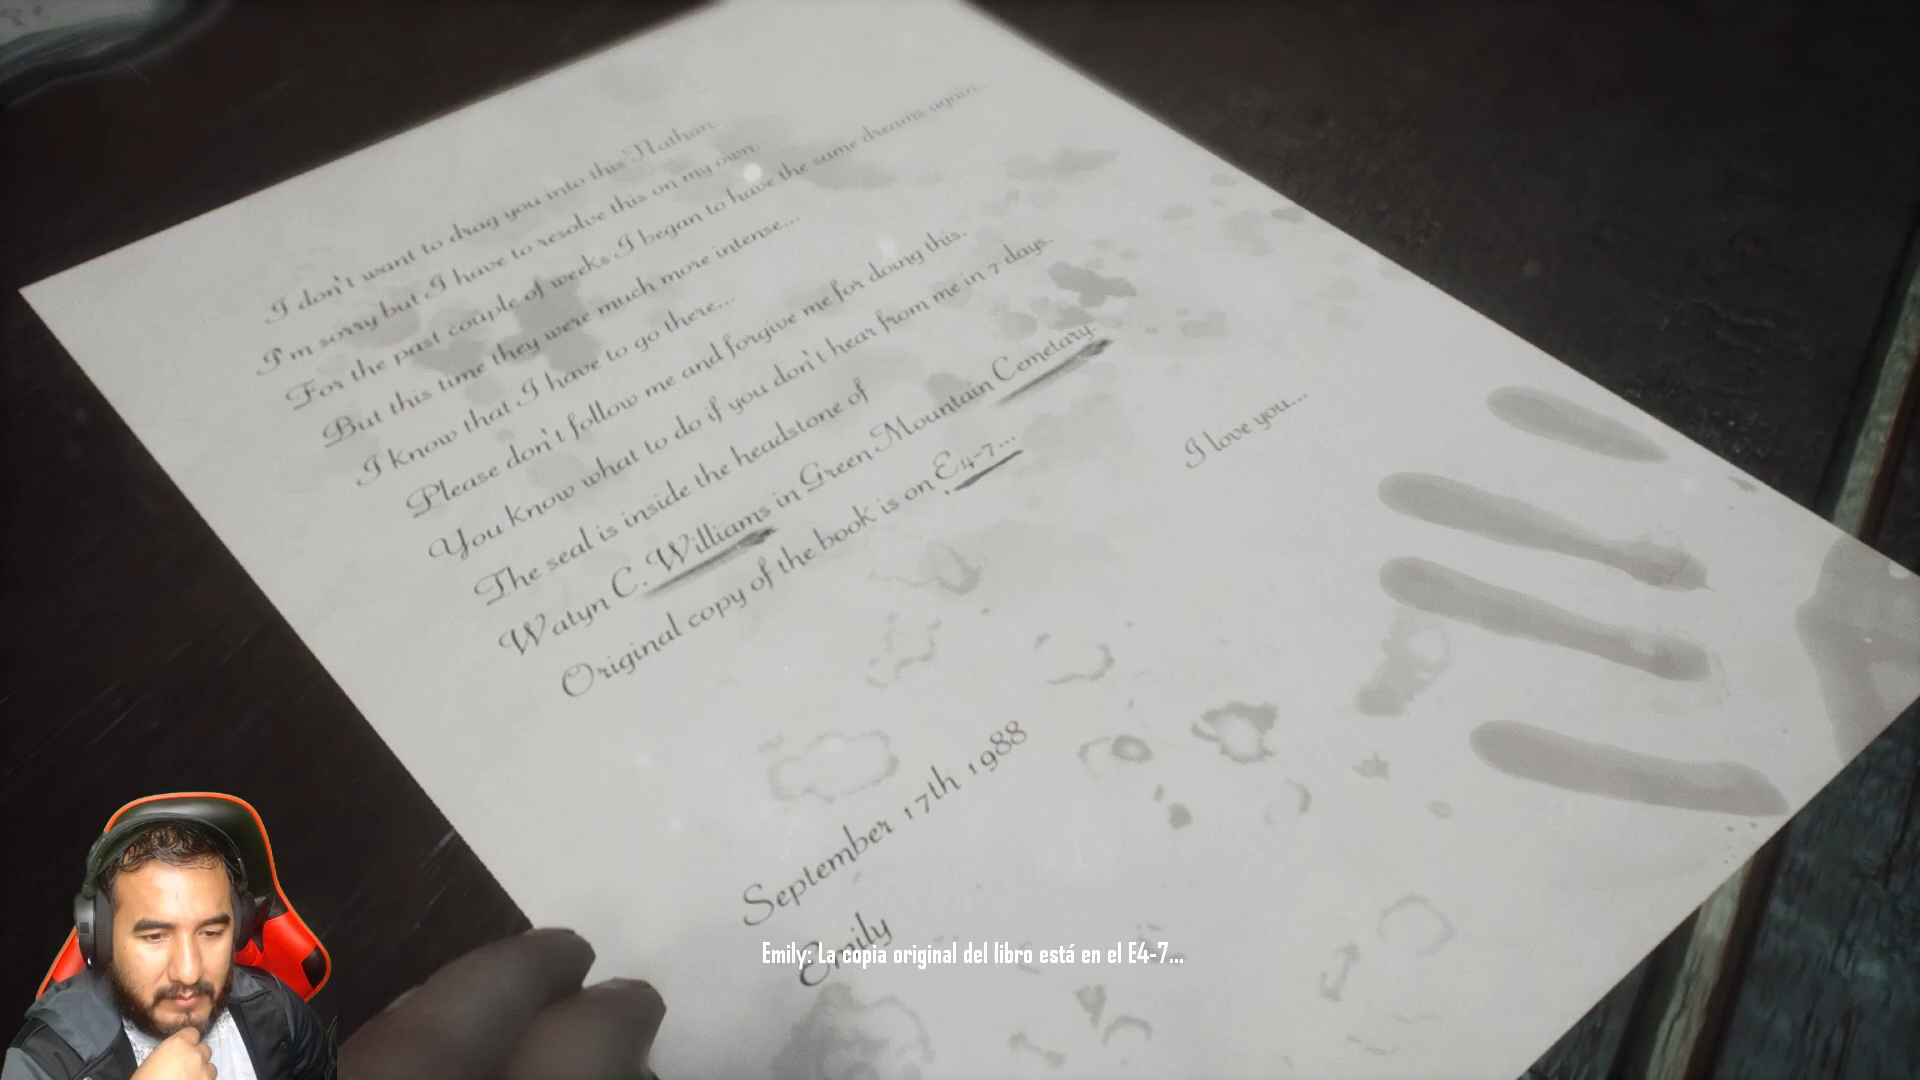 I don't want to drag you into this Nathan.
I'm sorry but I have to resolve this on my own.
For the past couple of weeks I began to have the same dreams again...
But this time they were much more intense...
I know that I have to go there...
Please don't follow me and forgive me for doing this.
You know what to do if you don't hear from me in 7 days.
The seal is inside the headstone of
Watyn C. Williams in Green Mountain Cemetary.
Original copy of the book is on E4-7...
I love you...
September 17th 1988
Emily
Emily: La copia original del libro está en el E4-7...